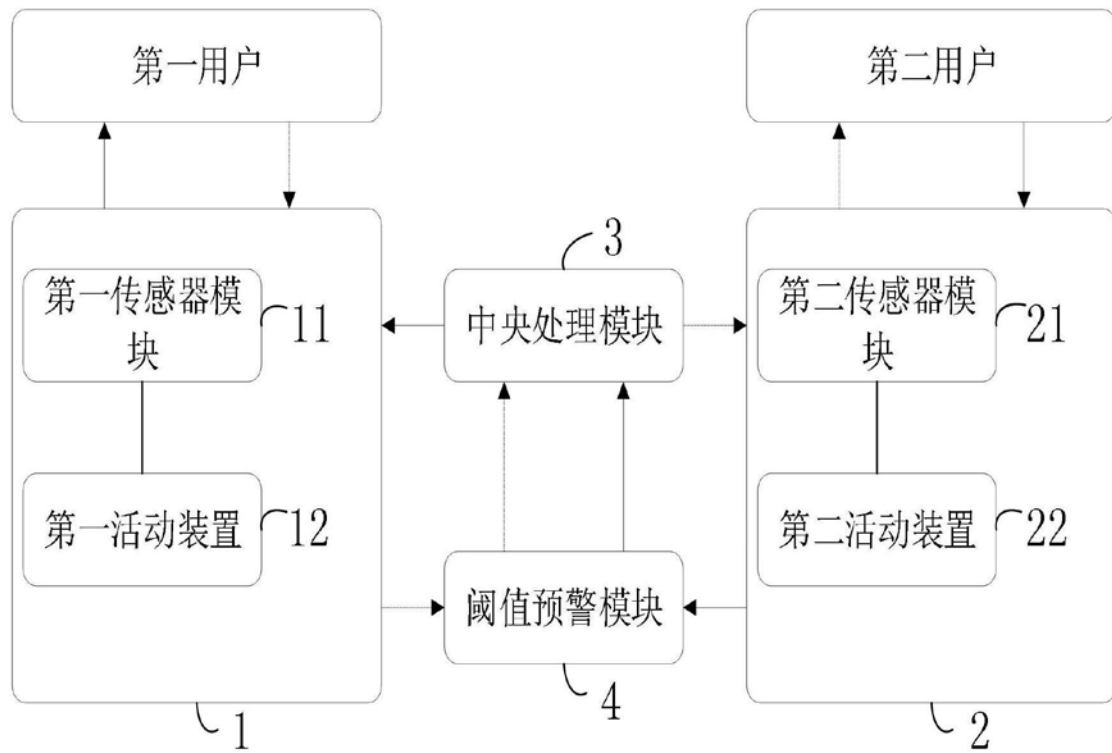 第一用户
第二用户
3
第一传感器模
块
11
中央处理模块
第二传感器模
块
21
第一活动装置
12
第二活动装置
22
阈值预警模块
1
4
2